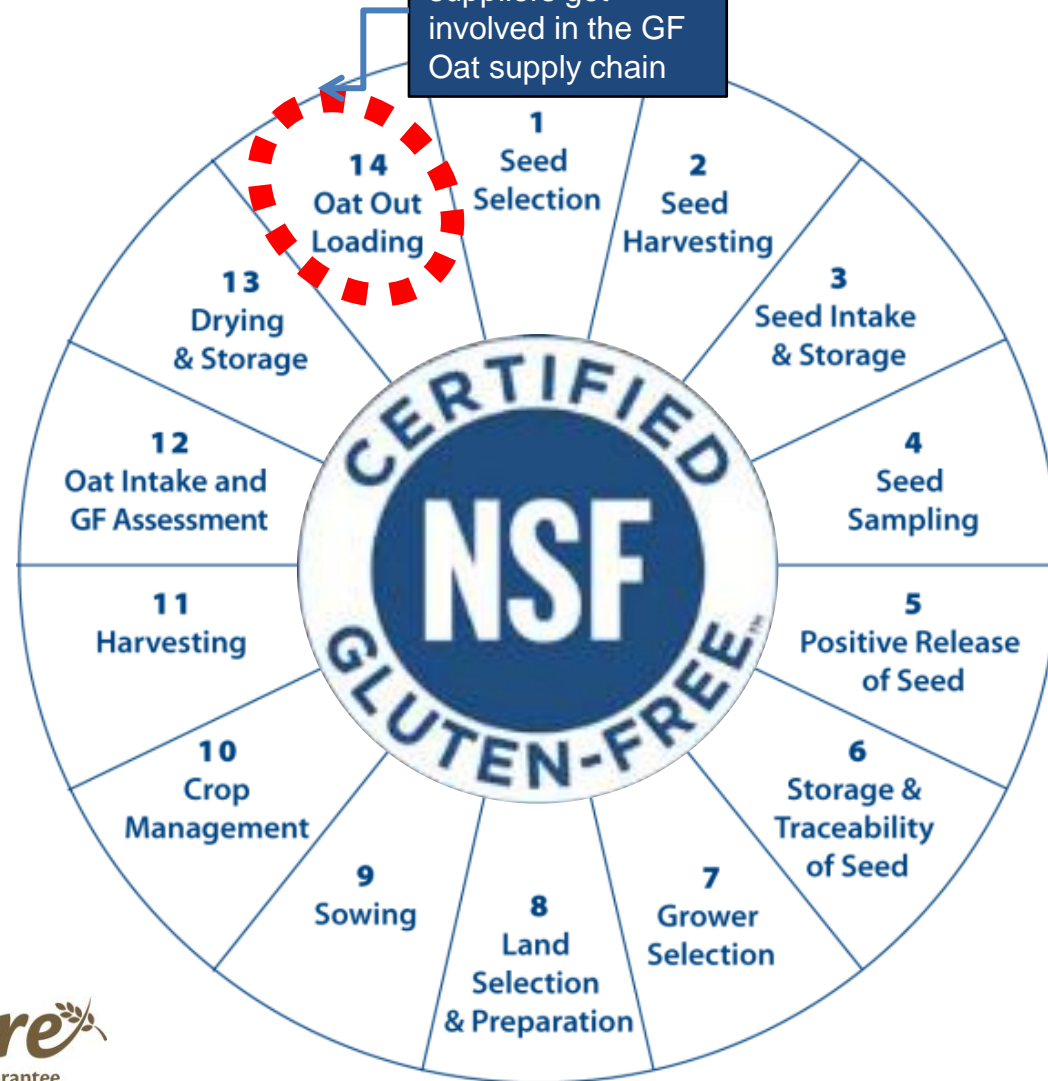 involved in the GF
Oat supply chain
1
Seed
Selection
2
Seed
Harvesting
3
Seed Intake
& Storage
4
Seed
Sampling
5
Positive Release
of Seed
6
Storage &
Traceability
of Seed
7
Grower
Selection
8
Land
Selection
& Preparation
9
Sowing
10
Crop
Management
11
Harvesting
12
Oat Intake and
GF Assessment
13
Drying
& Storage
14
Oat Out
Loading
CERTIFIED
NSF
GLUTEN-FREE™